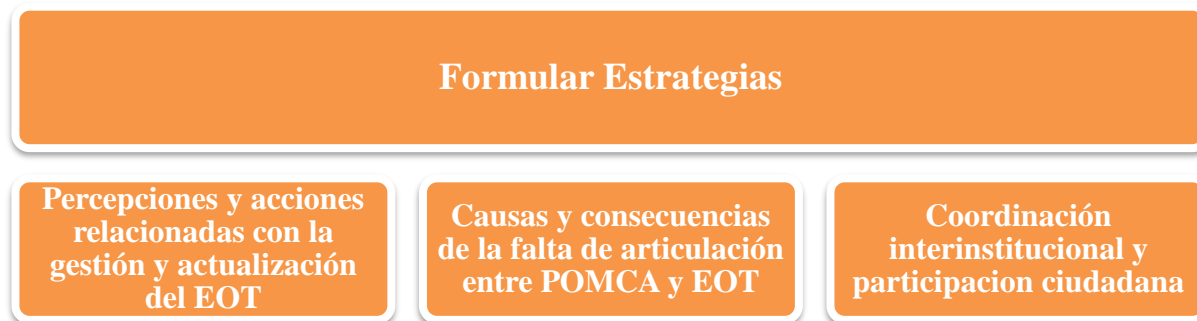 Formular Estrategias
Percepciones y acciones
relacionadas con la
gestión y actualización
del EOT
Causas y consecuencias
de la falta de articulación
entre POMCA y EOT
Coordinación
interinstitucional y
participacion ciudadana